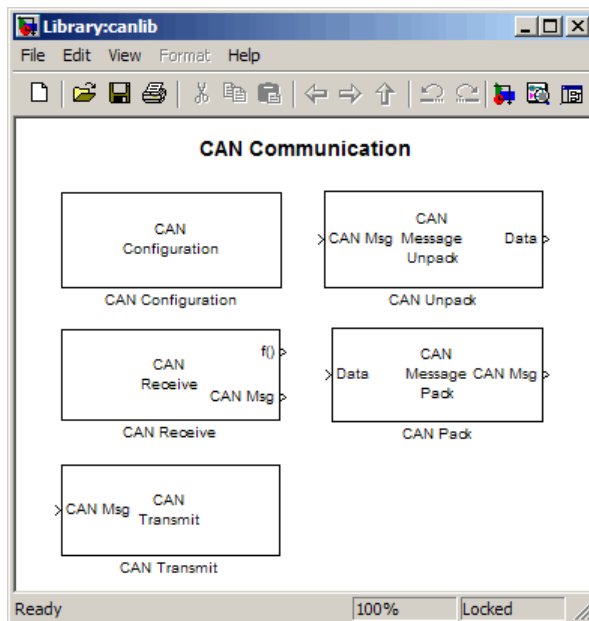 Library:canlib
File Edit View Format Help
CAN Communication
CAN
Configuration
CAN Configuration
CAN Msg
CAN
Message
Unpack
Data
CAN Unpack
CAN
Receive
f()
CAN Msg
CAN Receive
Data
CAN
Message
Pack
CAN Msg
CAN Pack
CAN Msg
CAN
Transmit
CAN Transmit
Ready 100% Locked